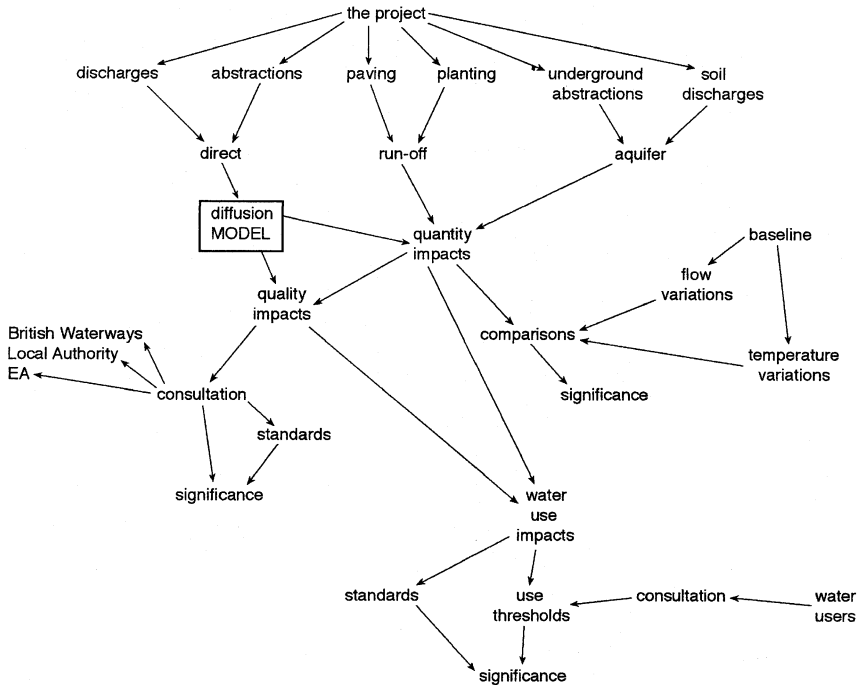 the project
discharges
abstractions
paving
planting
underground
abstractions
soil
discharges
direct
run-off
aquifer
diffusion
MODEL
quantity
impacts
baseline
flow
variations
quality
impacts
comparisons
British Waterways
Local Authority
EA
temperature
variations
consultation
significance
standards
significance
water
use
impacts
standards
use
thresholds
consultation
water
users
significance